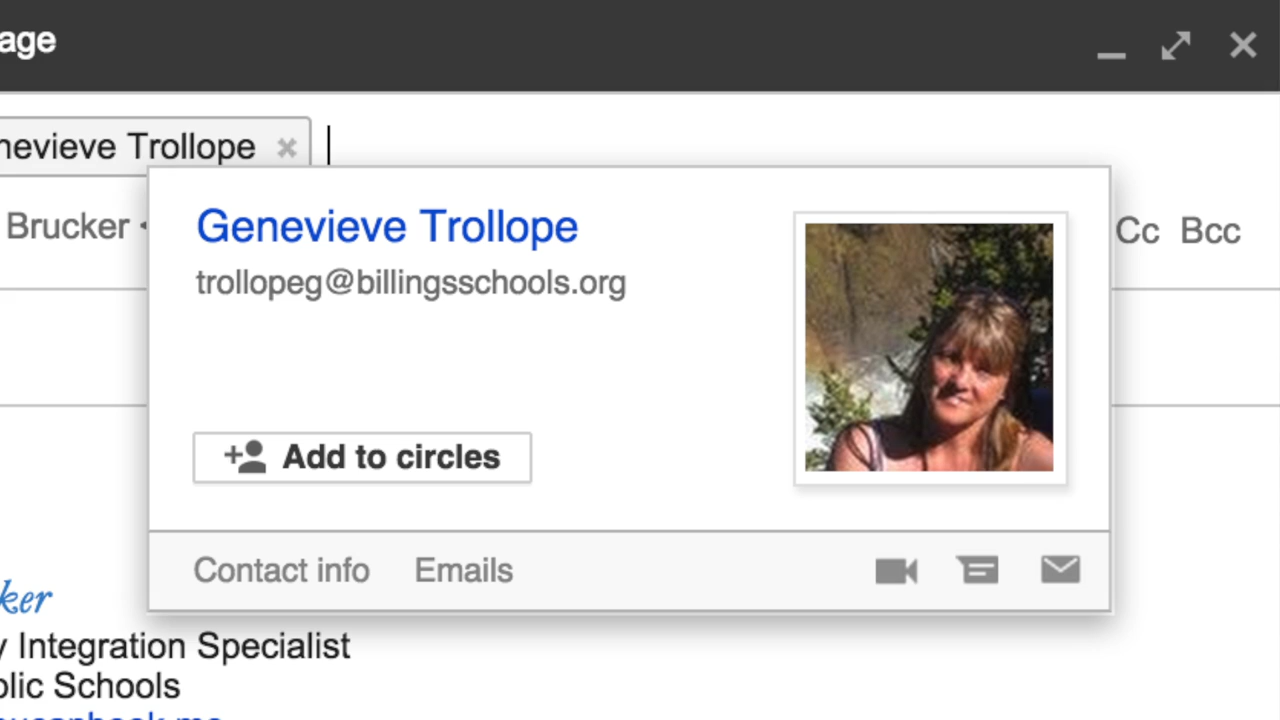 age
nevieve Trollope
Brucker
Cc Bcc
Genevieve Trollope
trollopeg@billingsschools.org
Add to circles
Contact info Emails
ker
y Integration Specialist
blic Schools